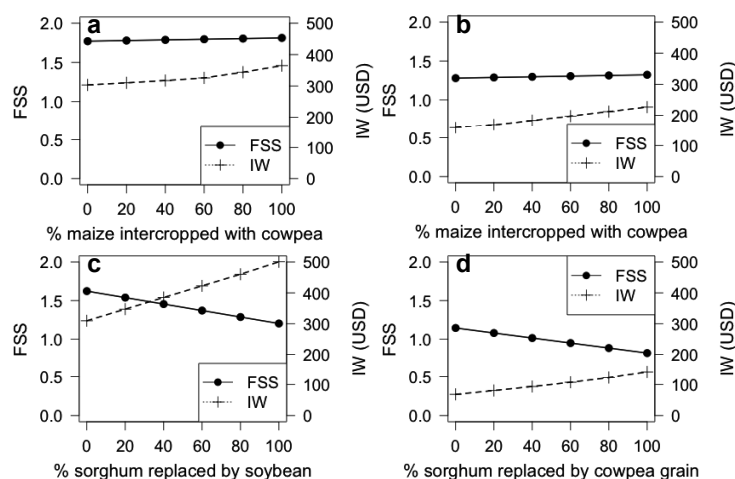 a
2.0
1.5
1.0
0.5
0.0
FSS
500
400
300
200
100
0
IW (USD)
FSS
IW
0 20 40 60 80 100
% maize intercropped with cowpea
b
2.0
1.5
1.0
0.5
0.0
FSS
500
400
300
200
100
0
IW (USD)
FSS
IW
0 20 40 60 80 100
% maize intercropped with cowpea
c
2.0
1.5
1.0
0.5
0.0
FSS
500
400
300
200
100
0
IW (USD)
FSS
IW
0 20 40 60 80 100
% sorghum replaced by soybean
d
2.0
1.5
1.0
0.5
0.0
FSS
500
400
300
200
100
0
IW (USD)
FSS
IW
0 20 40 60 80 100
% sorghum replaced by cowpea grain